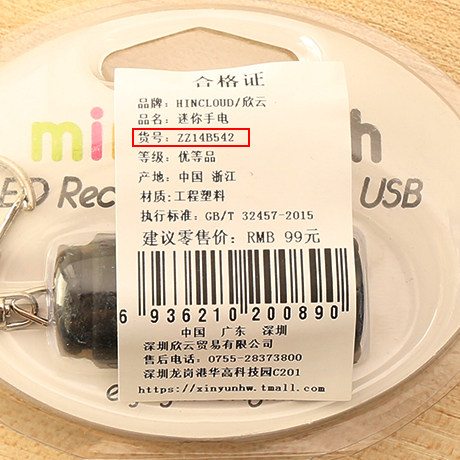 合格证
品牌: HINCLOUD/欣云
品名: 迷你手电
货号: ZZ14B542
等级: 优等品
产地: 中国 浙江
材质: 工程塑料
执行标准: GB/T 32457-2015
建议零售价: RMB 99元
6 936210 200890
中国 广东 深圳
深圳欣云贸易有限公司
售后电话: 0755-28373800
深圳龙岗港华高科技园C201
https://xinyunhw.tmall.com
mi
ED Rec
USB